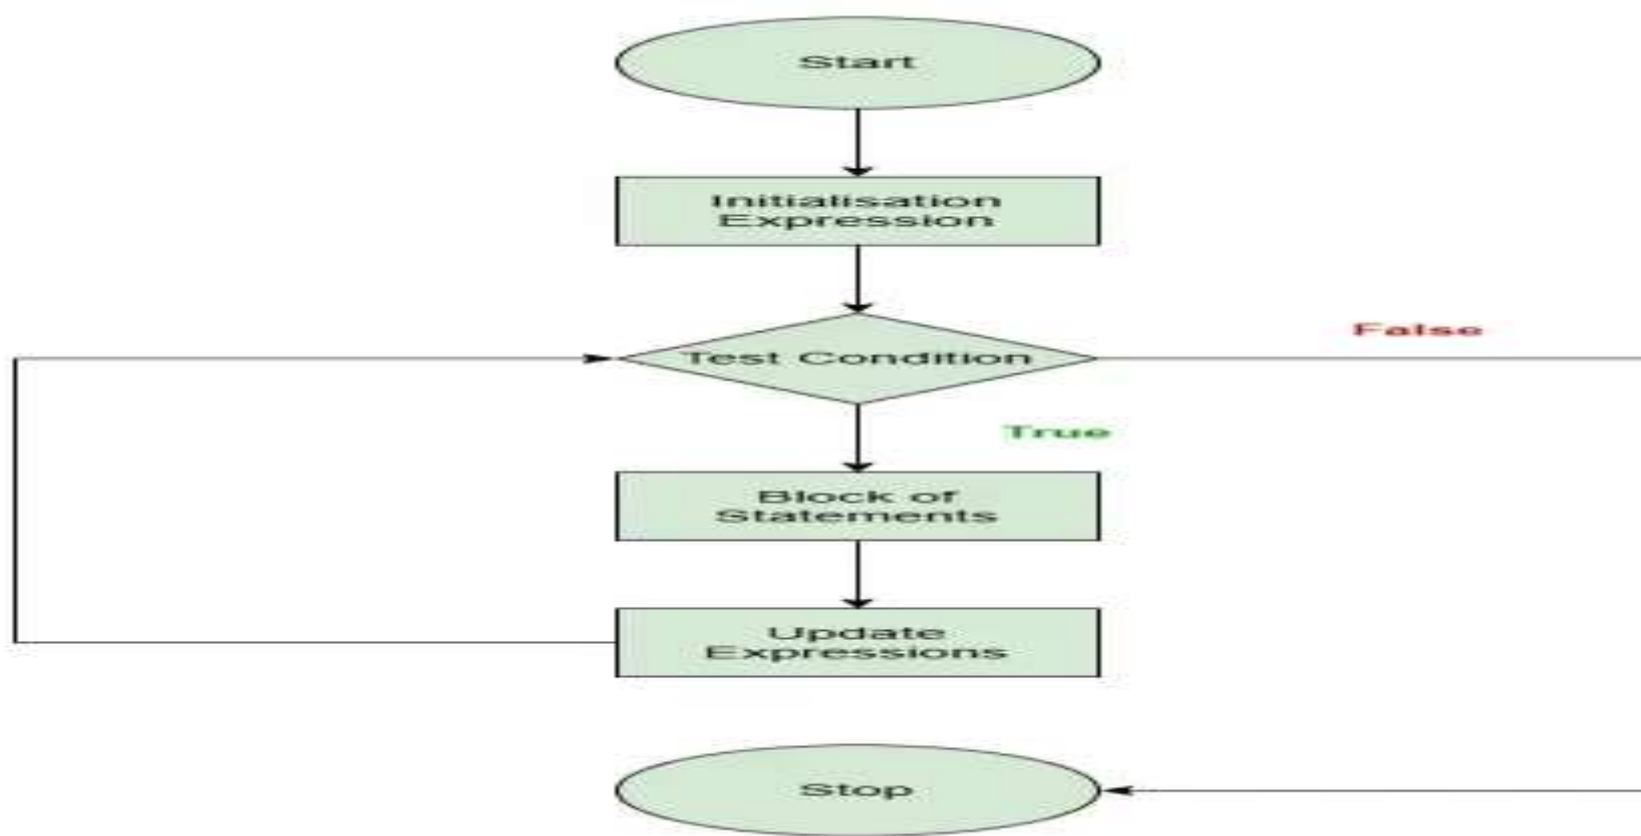 Start
Initialisation
Expression
Test Condition
False
True
Block of
Statements
Update
Expressions
Stop